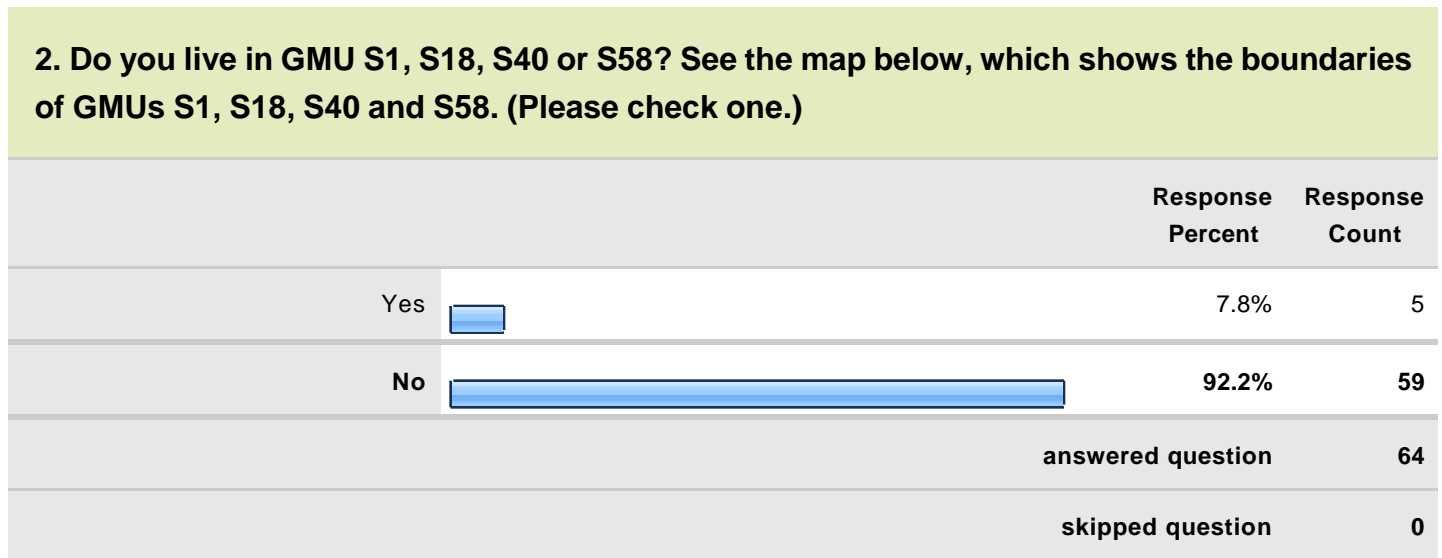 2. Do you live in GMU S1, S18, S40 or S58? See the map below, which shows the boundaries
of GMUs S1, S18, S40 and S58. (Please check one.)
Response Response
Percent Count
Yes 7.8% 5
No 92.2% 59
answered question 64
skipped question 0